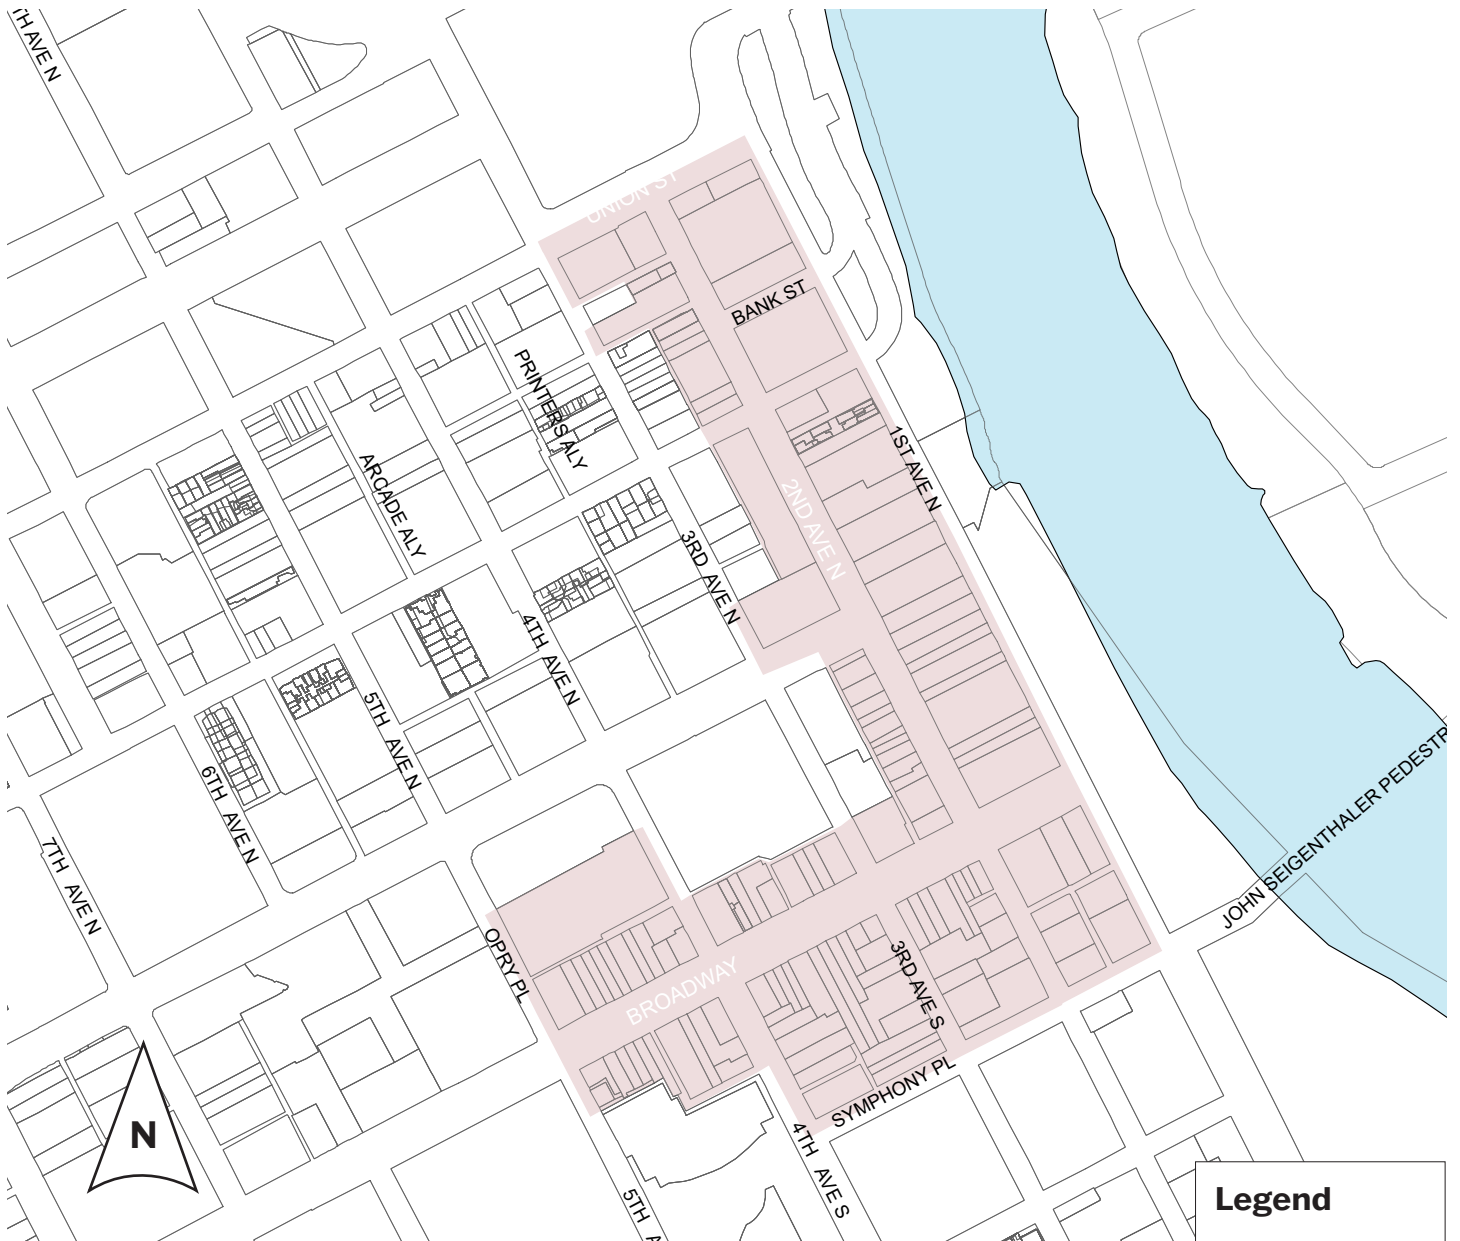 TH AVE N
UNION ST
BANK ST
PRINTERS ALY
1ST AVE N
ARCADE ALY
2ND AVE N
3RD AVE N
4TH AVE N
5TH AVE N
6TH AVE N
7TH AVE N
JOHN SEIGENTHALER PEDESTR
OPRY PL
BROADWAY
3RD AVE S
SYMPHONY PL
4TH AVE S
5TH A
N
Legend